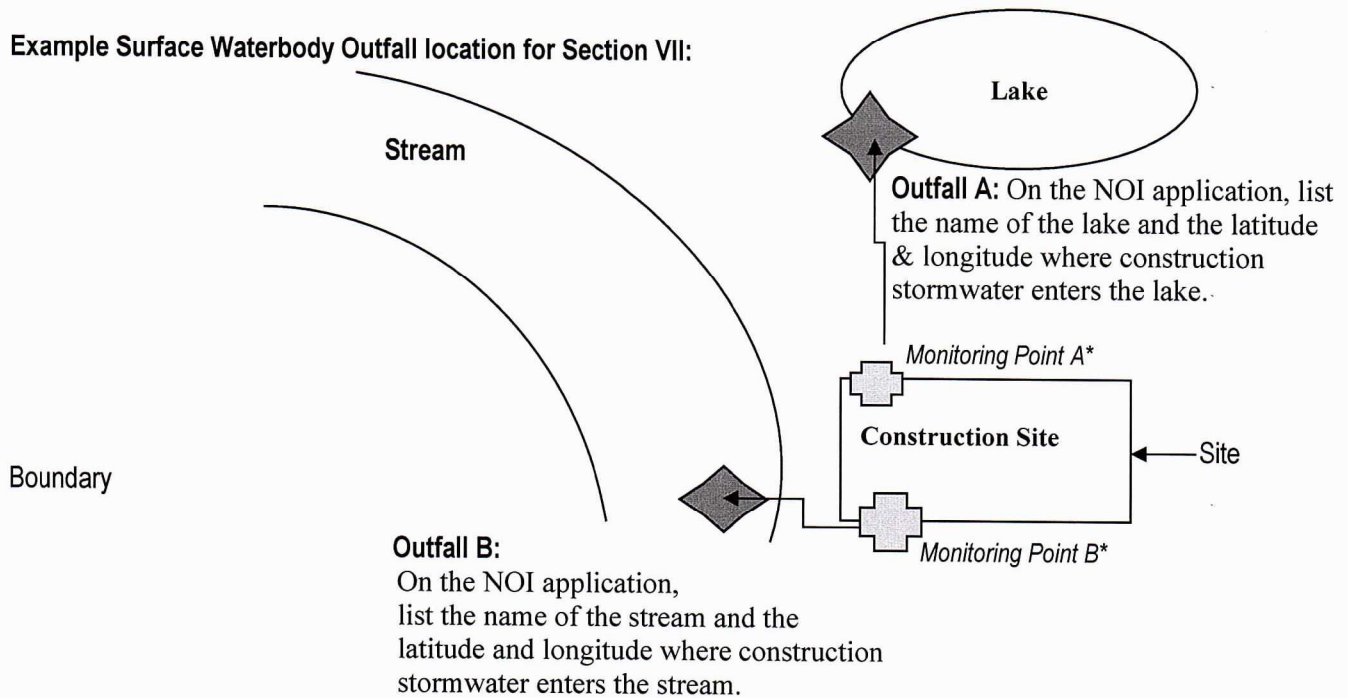 Example Surface Waterbody Outfall location for Section VII:
Lake
Stream
Outfall A: On the NOI application, list
the name of the lake and the latitude
& longitude where construction
stormwater enters the lake.
Monitoring Point A*
Construction Site
Site
Boundary
Monitoring Point B*
Outfall B:
On the NOI application,
list the name of the stream and the
latitude and longitude where construction
stormwater enters the stream.